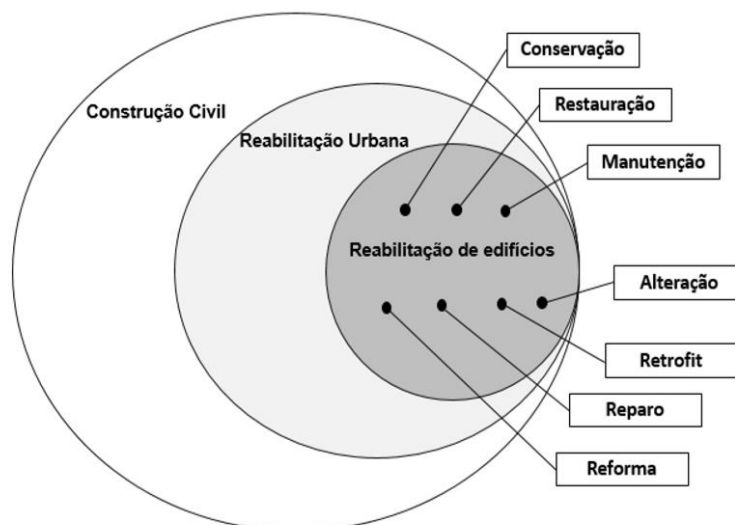 Conservação
Construção Civil
Restauração
Reabilitação Urbana
Manutenção
Reabilitação de edifícios
Alteração
Retrofit
Reparo
Reforma